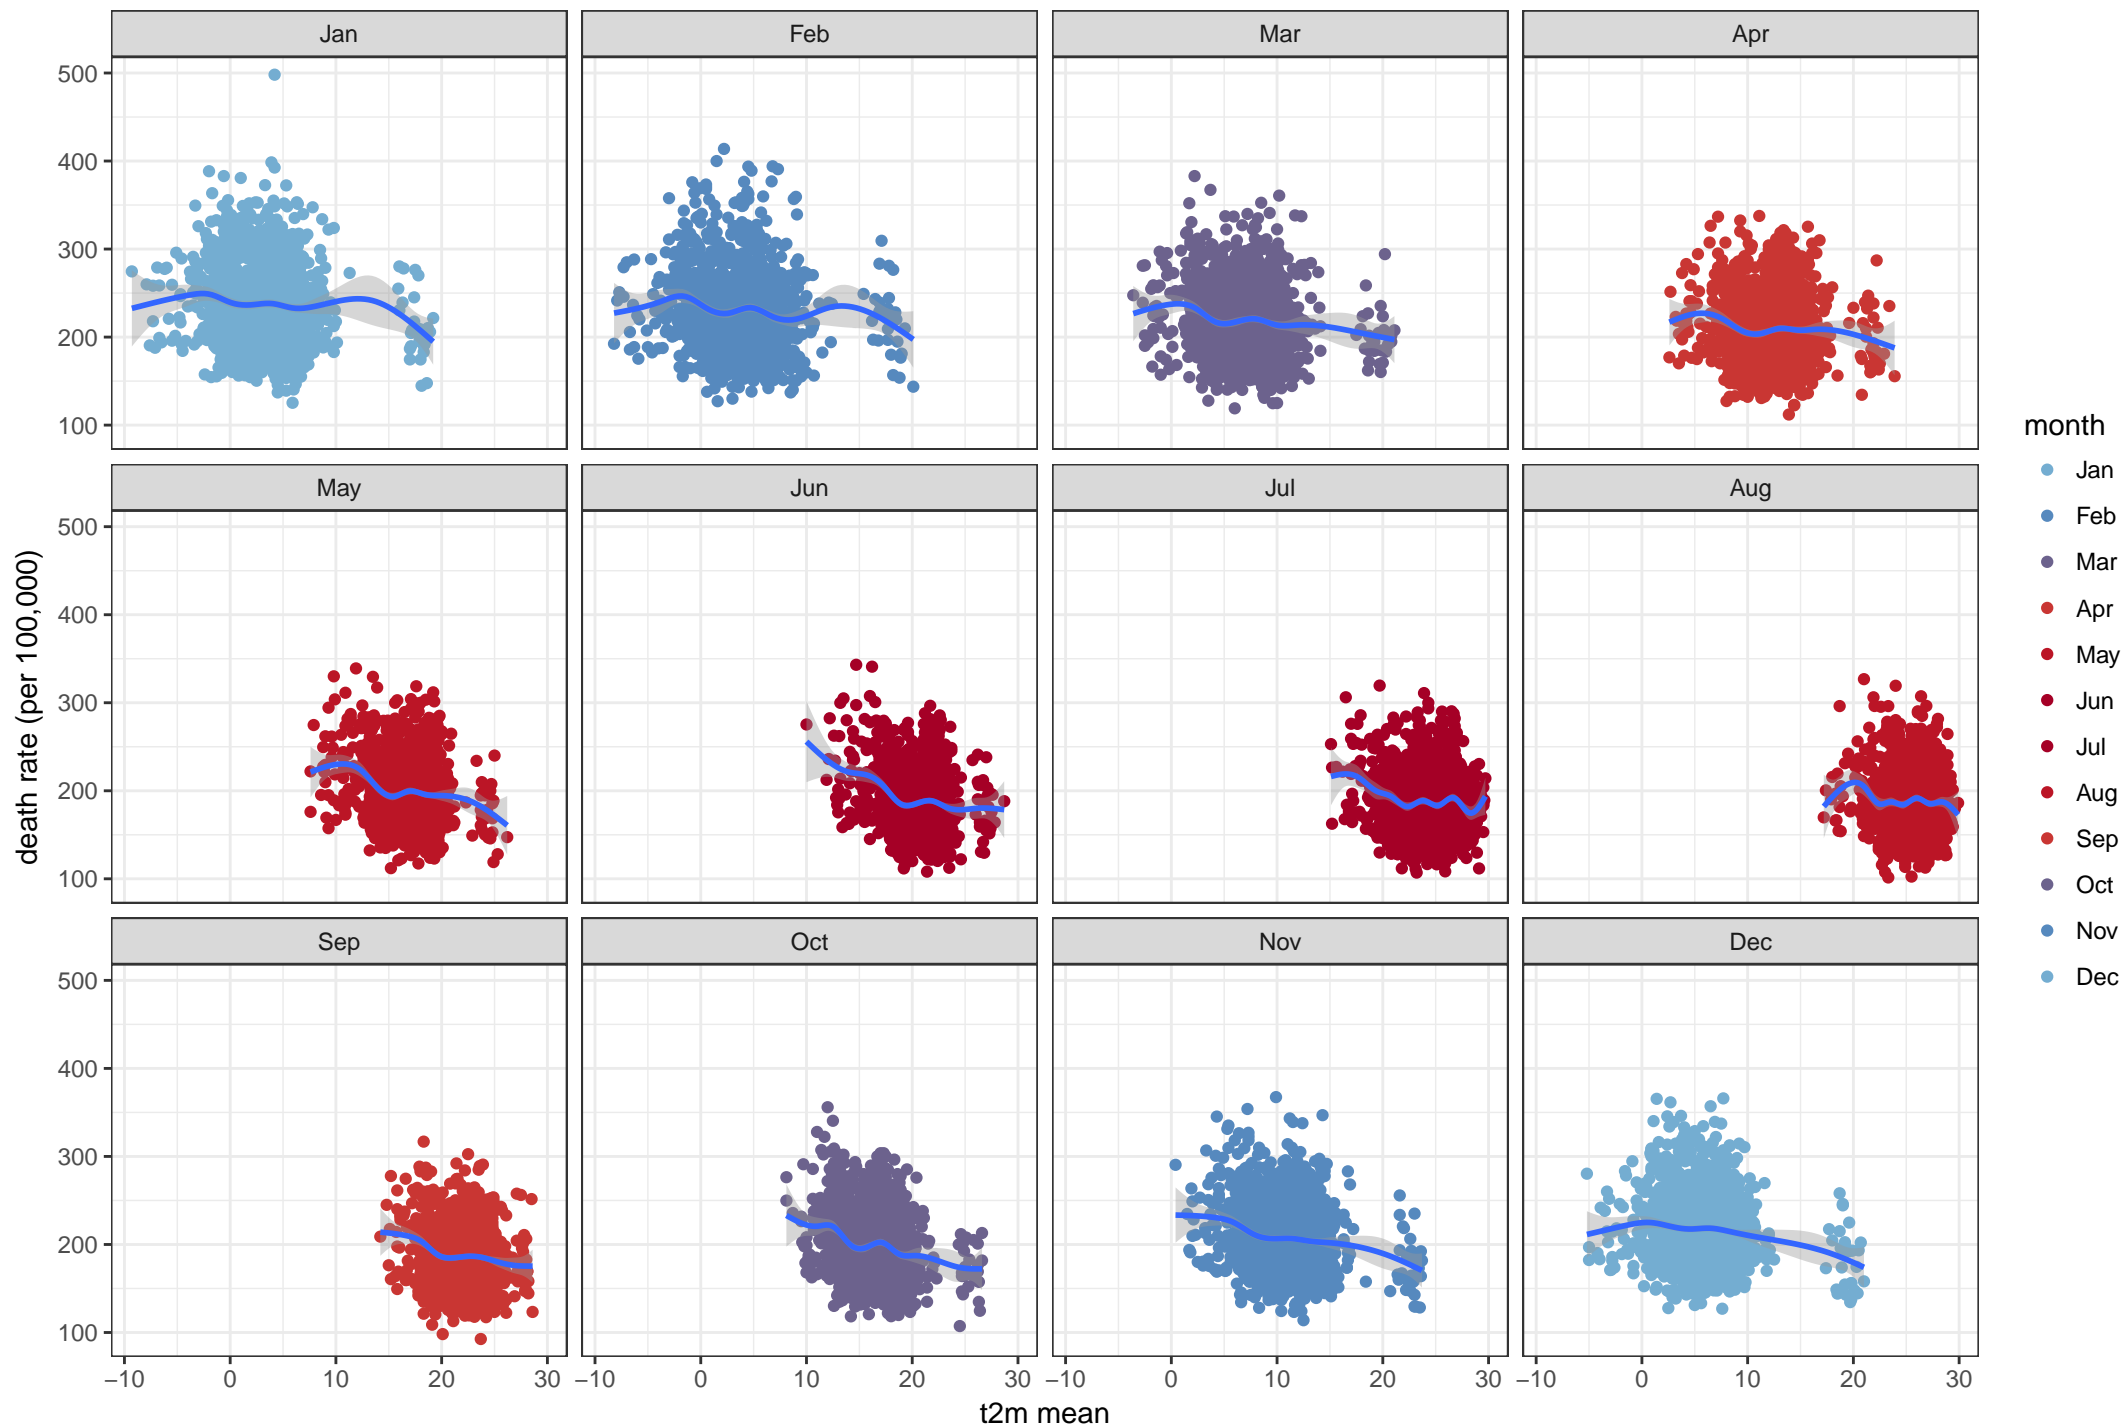 Jan Feb Mar Apr
500
400
300
200
100
May Jun Jul Aug
500
400
300
200
100
Sep Oct Nov Dec
500
400
300
200
100
−10 0 10 20 30 −10 0 10 20 30 −10 0 10 20 30 −10 0 10 20 30
t2m mean
death rate (per 100,000)
month
Jan
Feb
Mar
Apr
May
Jun
Jul
Aug
Sep
Oct
Nov
Dec